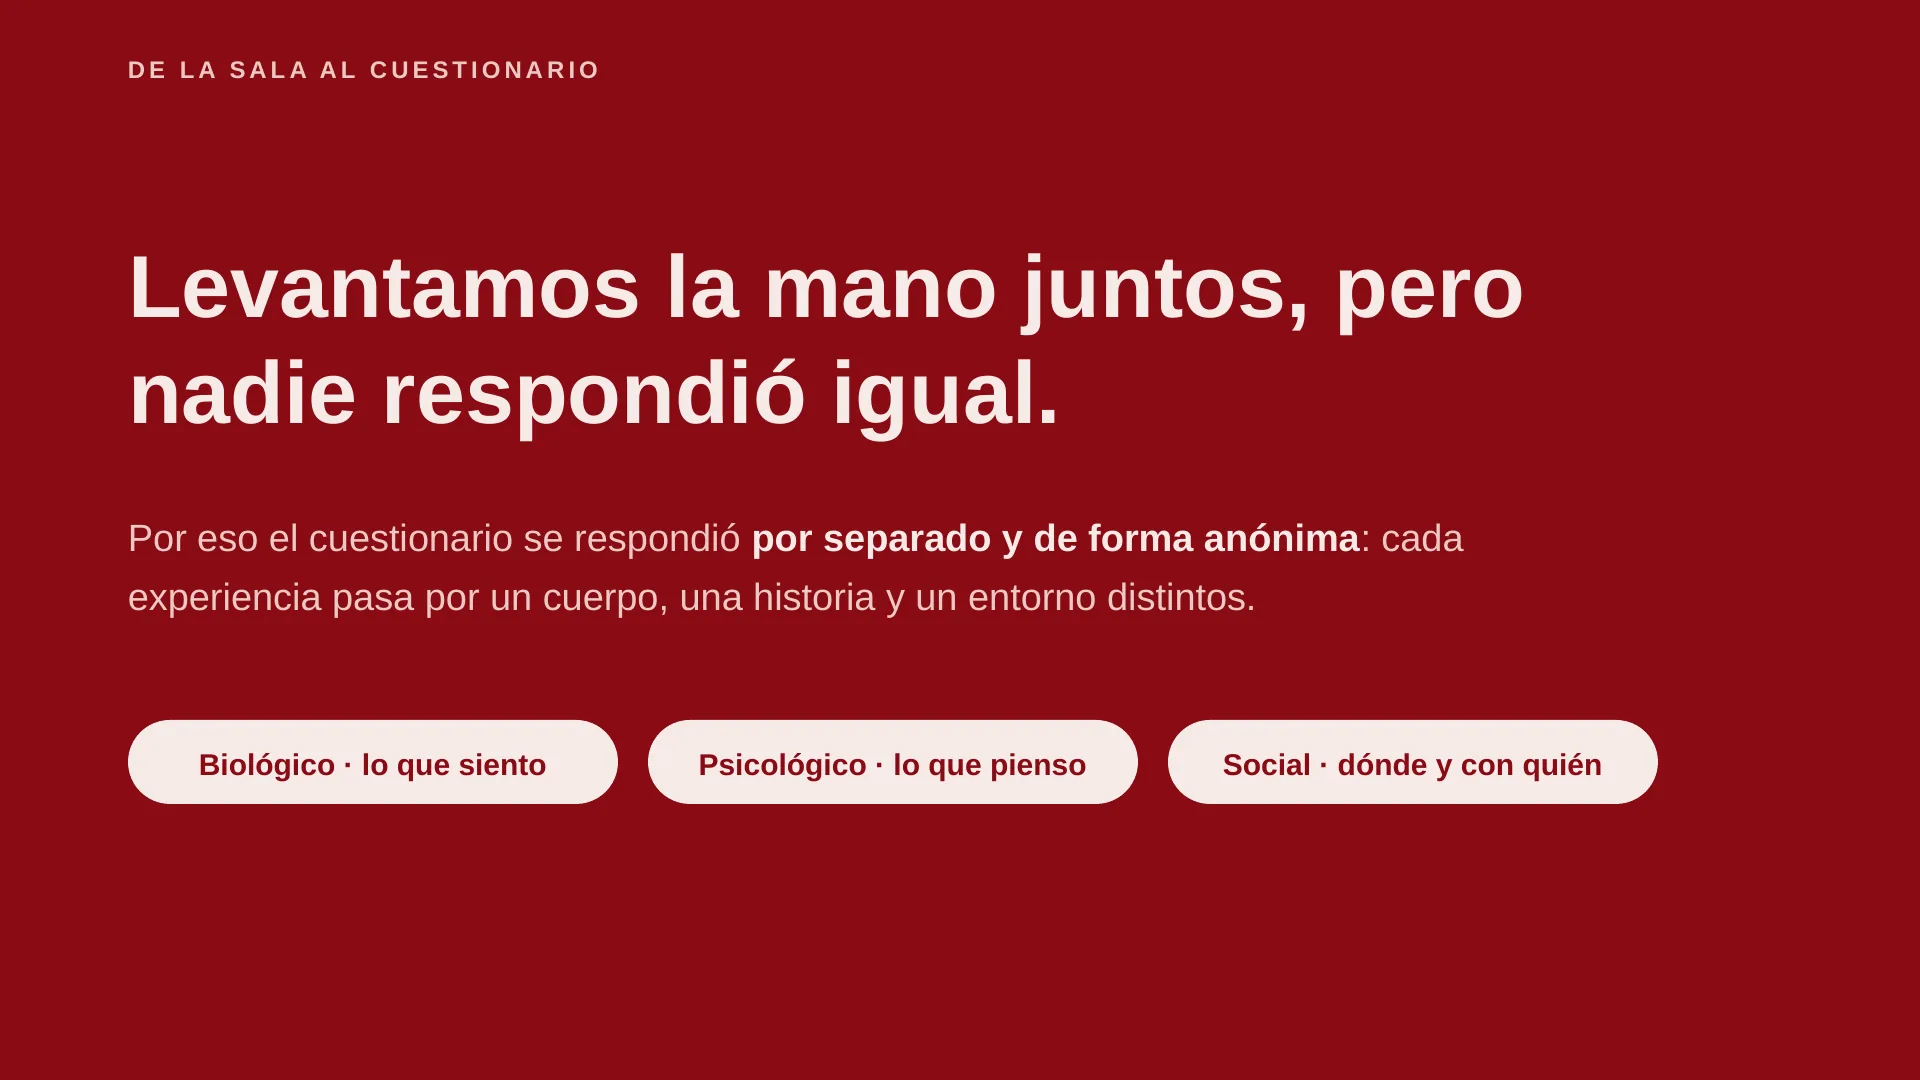 DE LA SALA AL CUESTIONARIO
Levantamos la mano juntos, pero
nadie respondió igual.
Por eso el cuestionario se respondió por separado y de forma anónima: cada
experiencia pasa por un cuerpo, una historia y un entorno distintos.
Biológico · lo que siento
Psicológico · lo que pienso
Social · dónde y con quién